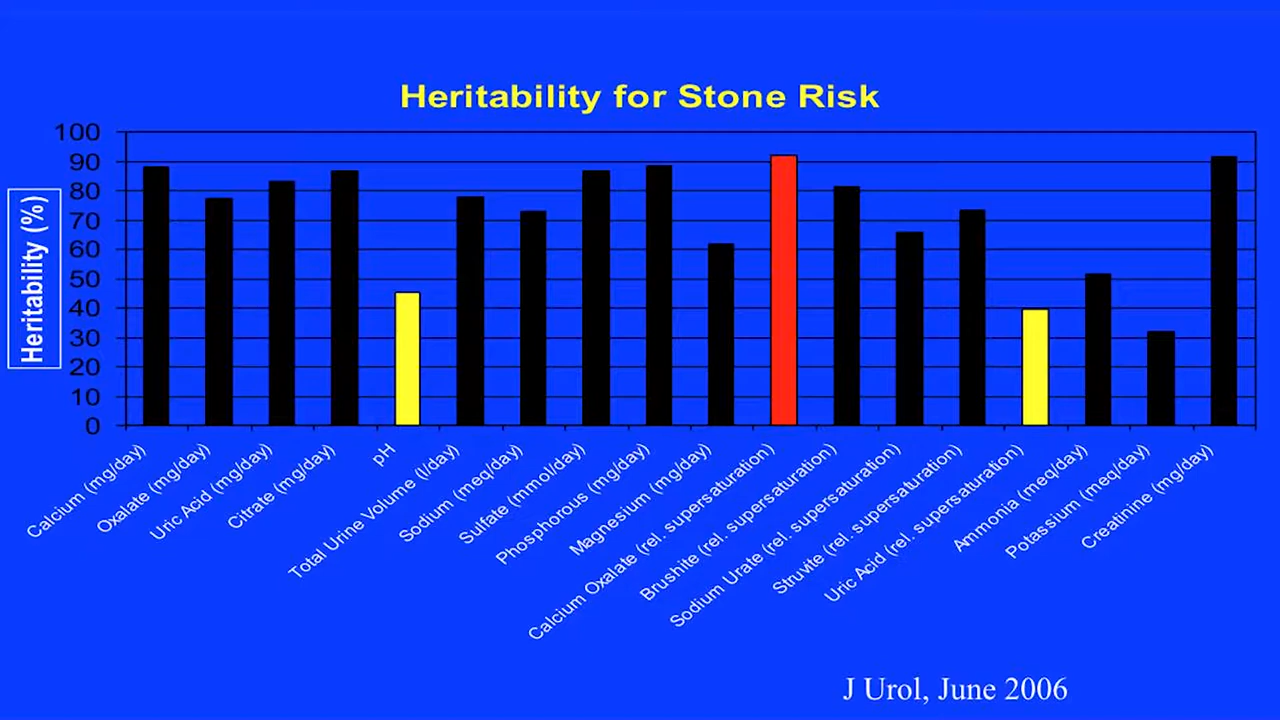 Heritability for Stone Risk
Heritability (%)
100
90
80
70
60
50
40
30
20
10
0
Calcium (mg/day)
Oxalate (mg/day)
Uric Acid (mg/day)
Citrate (mg/day)
pH
Total Urine Volume (l/day)
Sodium (meq/day)
Sulfate (mmol/day)
Phosphorous (mg/day)
Magnesium (mg/day)
Calcium Oxalate (rel. supersaturation)
Brushite (rel. supersaturation)
Sodium Urate (rel. supersaturation)
Struvite (rel. supersaturation)
Uric Acid (rel. supersaturation)
Ammonia (meq/day)
Potassium (meq/day)
Creatinine (mg/day)
J Urol, June 2006